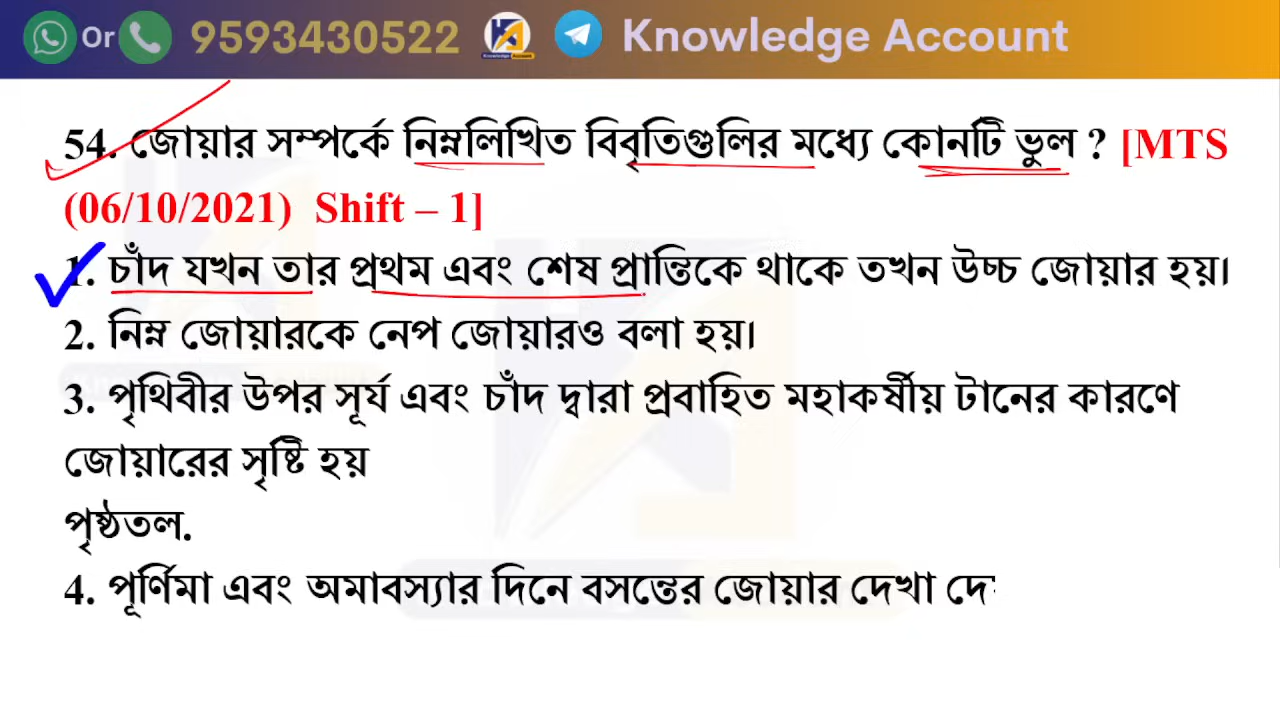 Or 9593430522 Knowledge Account
54. জোয়ার সম্পর্কে নিম্নলিখিত বিবৃতিগুলির মধ্যে কোনটি ভুল ? [MTS
(06/10/2021) Shift – 1]
1. চাঁদ যখন তার প্রথম এবং শেষ প্রান্তিকে থাকে তখন উচ্চ জোয়ার হয়।
2. নিম্ন জোয়ারকে নেপ জোয়ারও বলা হয়।
3. পৃথিবীর উপর সূর্য এবং চাঁদ দ্বারা প্রবাহিত মহাকর্ষীয় টানের কারণে
জোয়ারের সৃষ্টি হয়
পৃষ্ঠতল.
4. পূর্ণিমা এবং অমাবস্যার দিনে বসন্তের জোয়ার দেখা